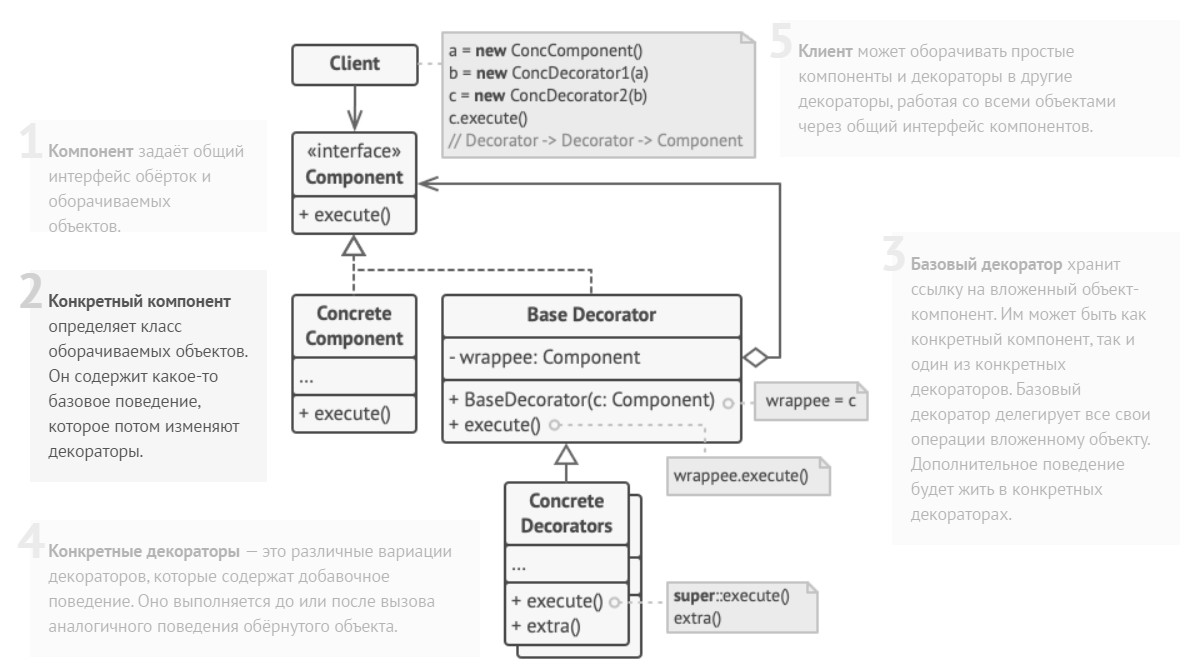 Client
a = new ConcComponent()
b = new ConcDecorator1(a)
c = new ConcDecorator2(b)
c.execute()
// Decorator -> Decorator -> Component
5
Клиент может оборачивать простые
компоненты и декораторы в другие
декораторы, работая со всеми объектами
через общий интерфейс компонентов.
1
Компонент задаёт общий
интерфейс обёрток и
оборачиваемых
объектов.
«interface»
Component
+ execute()
2
Конкретный компонент
определяет класс
оборачиваемых объектов.
Он содержит какое-то
базовое поведение,
которое потом изменяют
декораторы.
Concrete
Component
...
+ execute()
Base Decorator
- wrappee: Component
+ BaseDecorator(c: Component)
+ execute()
wrappee = c
wrappee.execute()
3
Базовый декоратор хранит
ссылку на вложенный объект-
компонент. Им может быть как
конкретный компонент, так и
один из конкретных
декораторов. Базовый
декоратор делегирует все свои
операции вложенному объекту.
Дополнительное поведение
будет жить в конкретных
декораторах.
4
Конкретные декораторы — это различные вариации
декораторов, которые содержат добавочное
поведение. Оно выполняется до или после вызова
аналогичного поведения обёрнутого объекта.
Concrete
Decorators
...
+ execute()
+ extra()
super::execute()
extra()